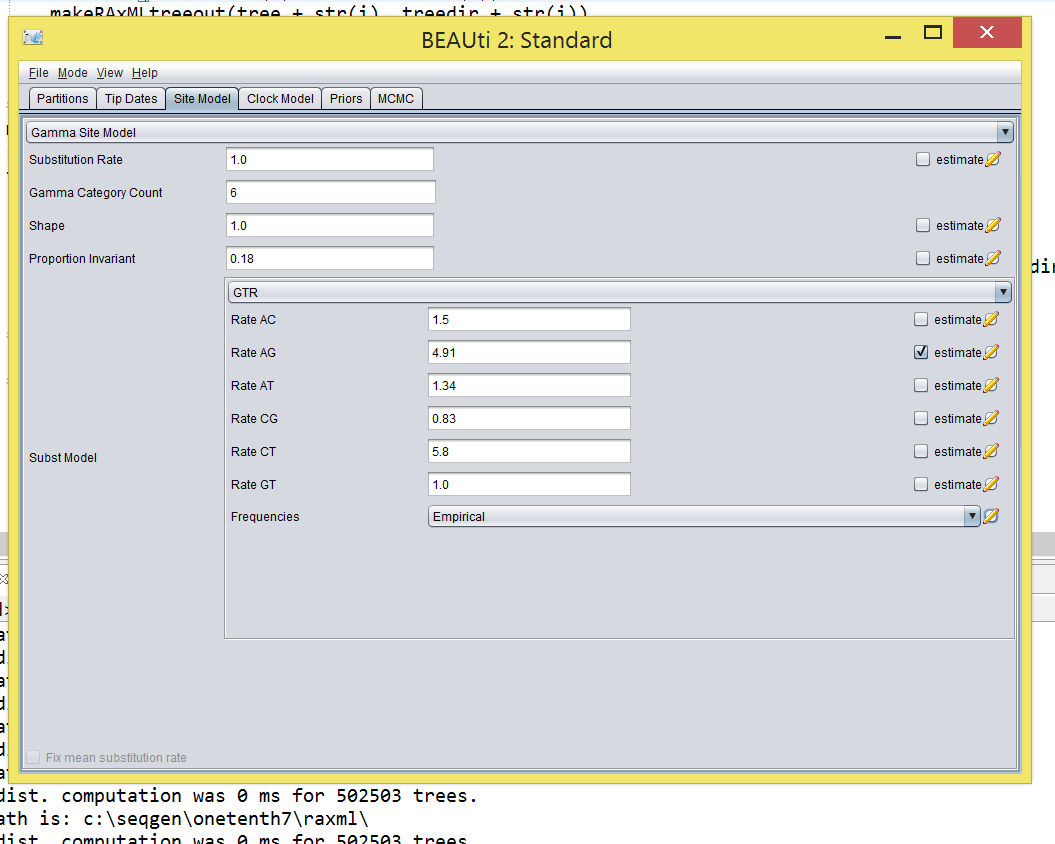 makeRAxMLtreeout(tree + str(i), treedir + str(i))
BEAUti 2: Standard
File Mode View Help
Partitions Tip Dates Site Model Clock Model Priors MCMC
Gamma Site Model
Substitution Rate 1.0 estimate
Gamma Category Count 6
Shape 1.0 estimate
Proportion Invariant 0.18 estimate
GTR
Rate AC 1.5 estimate
Rate AG 4.91 estimate
Rate AT 1.34 estimate
Rate CG 0.83 estimate
Subst Model
Rate CT 5.8 estimate
Rate GT 1.0 estimate
Frequencies Empirical
Fix mean substitution rate
dist. computation was 0 ms for 502503 trees.
ath is: c:\seqgen\onetenth7\raxml\
dist. computation was 0 ms for 502503 trees.